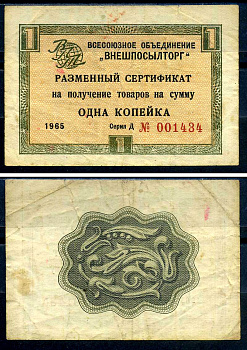 1
1
ВСЕСОЮЗНОЕ ОБЪЕДИНЕНИЕ
„ВНЕШПОСЫЛТОРГ"
РАЗМЕННЫЙ СЕРТИФИКАТ
на получение товаров на сумму
ОДНА КОПЕЙКА
1965 Серия Д № 001434
1